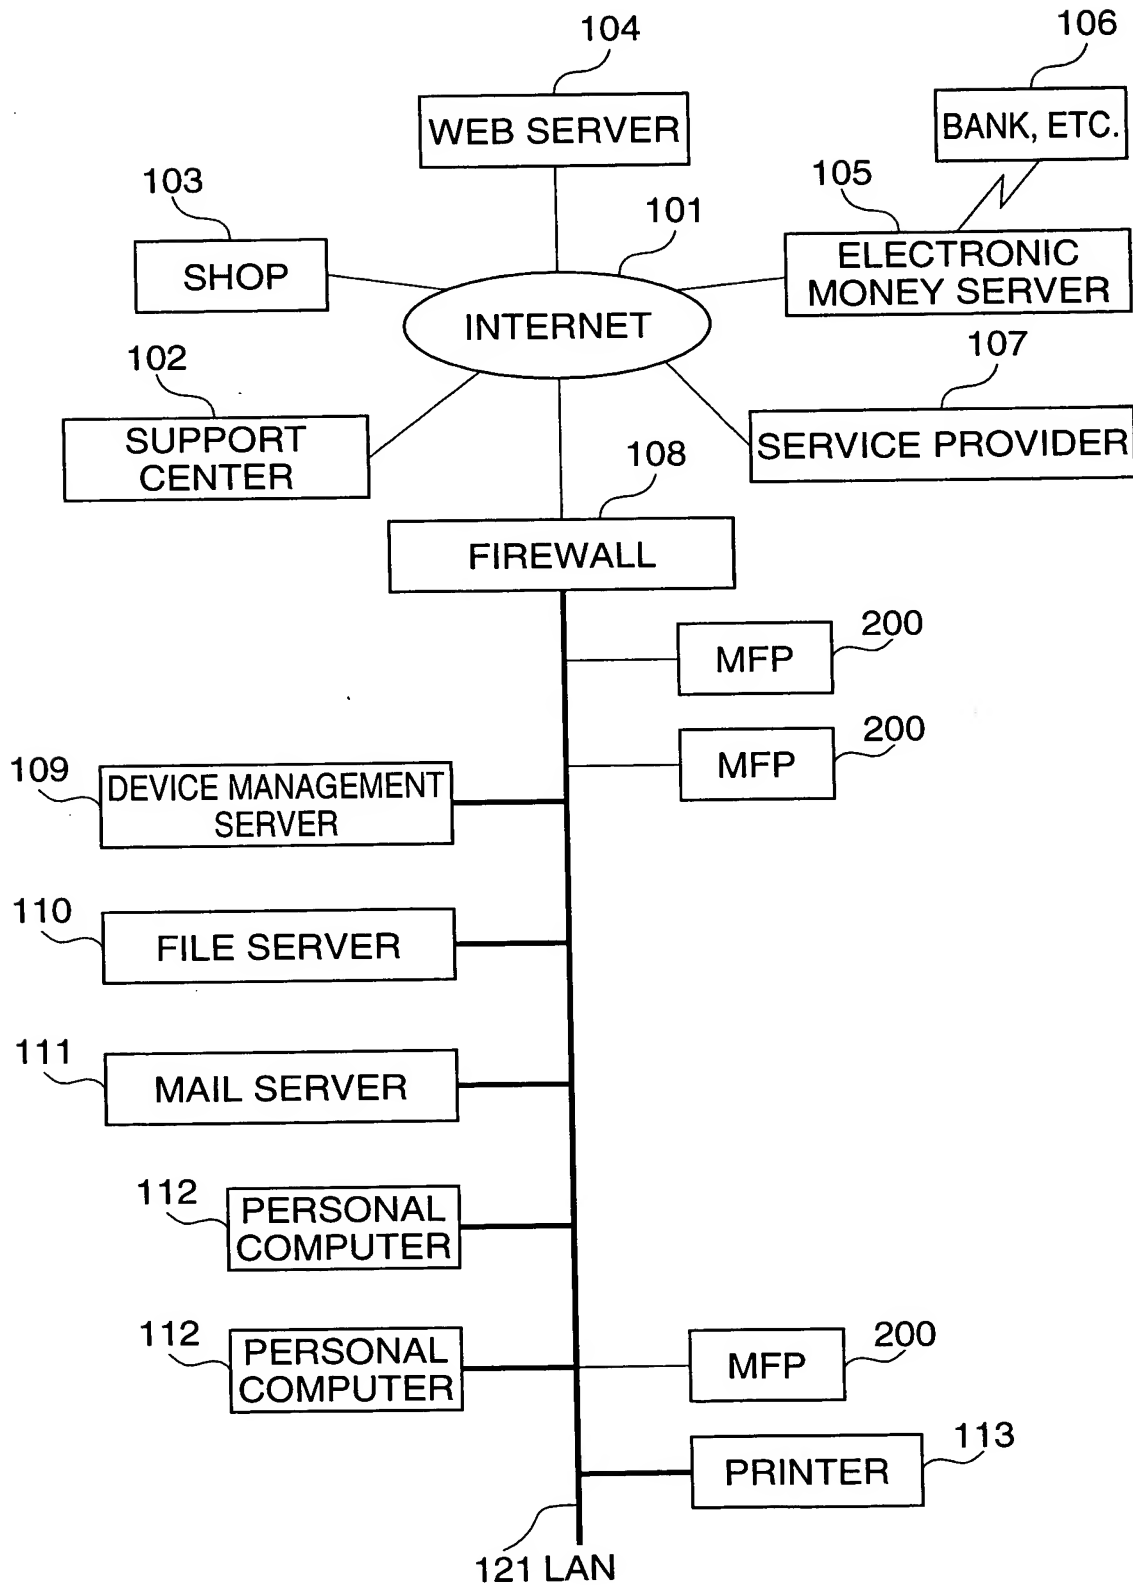 104
106
WEB SERVER
BANK, ETC.
103
105
101
SHOP
ELECTRONIC
MONEY SERVER
INTERNET
102
107
SUPPORT
CENTER
SERVICE PROVIDER
108
FIREWALL
200
MFP
200
MFP
109
DEVICE MANAGEMENT
SERVER
110
FILE SERVER
111
MAIL SERVER
112
PERSONAL
COMPUTER
112
PERSONAL
COMPUTER
200
MFP
113
PRINTER
121 LAN